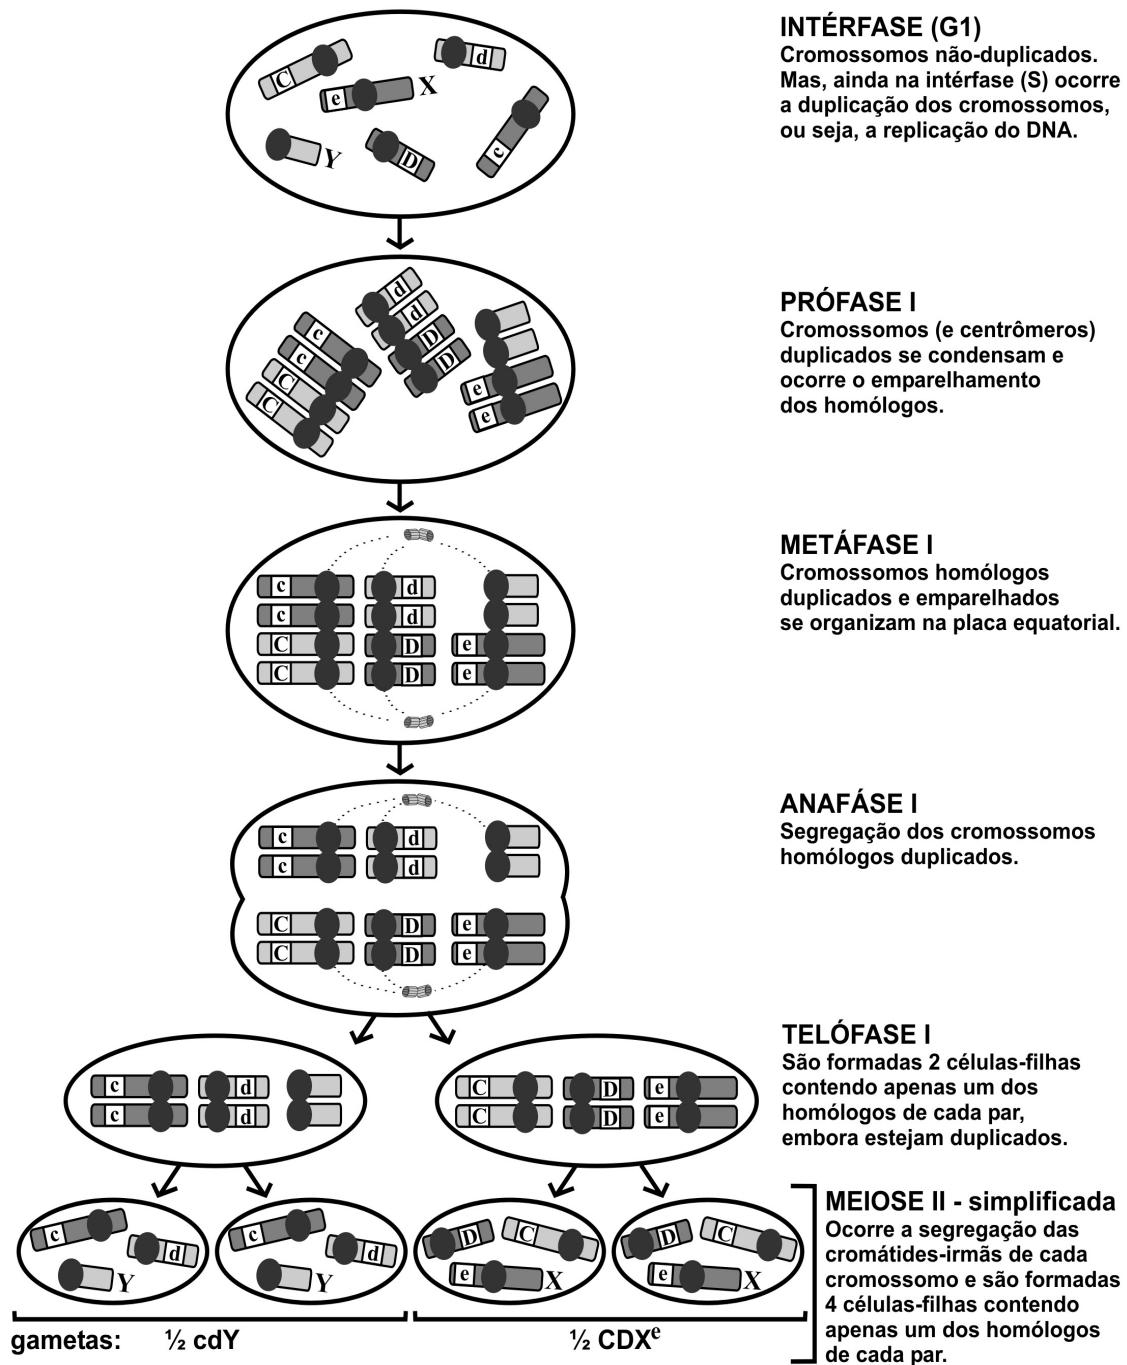 INTÉRFASE (G1)
Cromossomos não-duplicados.
Mas, ainda na intérfase (S) ocorre
a duplicação dos cromossomos,
ou seja, a replicação do DNA.
C
d
e
X
Y
D
c
PRÓFASE I
Cromossomos (e centrômeros)
duplicados se condensam e
ocorre o emparelhamento
dos homólogos.
d
d
c
D
c
D
C
e
C
e
METÁFASE I
Cromossomos homólogos
duplicados e emparelhados
se organizam na placa equatorial.
c d
c d
C D e
C D e
ANAFÁSE I
Segregação dos cromossomos
homólogos duplicados.
c d
c d
C D e
C D e
TELÓFASE I
São formadas 2 células-filhas
contendo apenas um dos
homólogos de cada par,
embora estejam duplicados.
c d C D e
c d C D e
MEIOSE II - simplificada
Ocorre a segregação das
cromátides-irmãs de cada
cromossomo e são formadas
4 células-filhas contendo
apenas um dos homólogos
de cada par.
c d Y
c d Y
D C e X
D C e X
gametas: ½ cdY ½ CDXᵉ